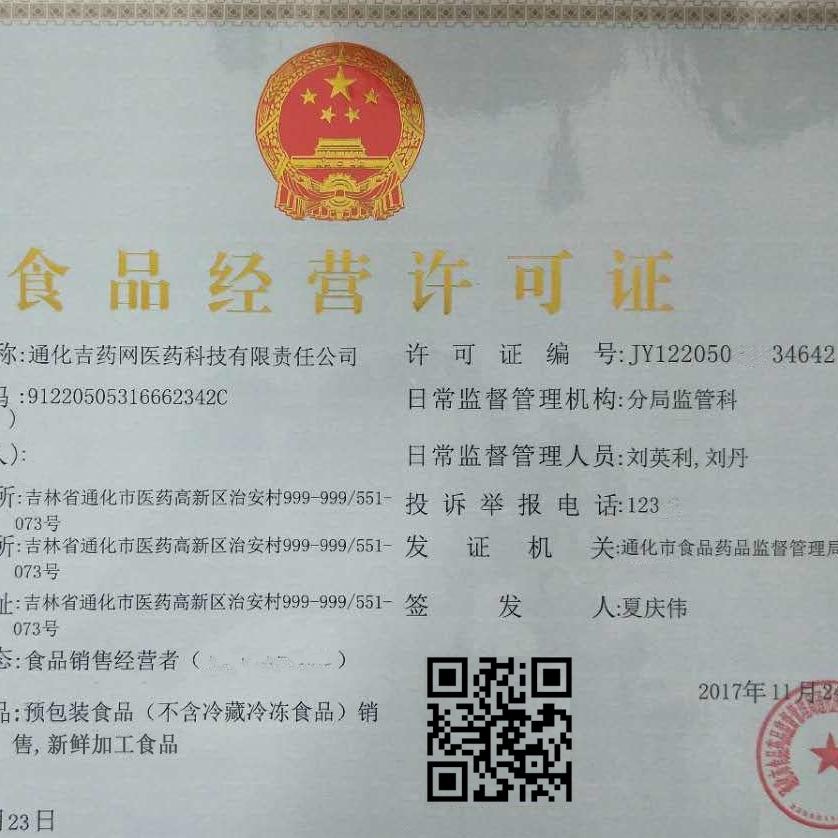 食品经营许可证
称:通化吉药网医药科技有限责任公司
码:91220505316662342C
)
人):
所:吉林省通化市医药高新区治安村999-999/551-
073号
所:吉林省通化市医药高新区治安村999-999/551-
073号
址:吉林省通化市医药高新区治安村999-999/551-
073号
态:食品销售经营者()
品:预包装食品（不含冷藏冷冻食品）销
售,新鲜加工食品
月23日
许可证编号:JY122050 34642
日常监督管理机构:分局监管科
日常监督管理人员:刘英利,刘丹
投诉举报电话:123
发证机关:通化市食品药品监督管理局
签发人:夏庆伟
2017年11月2